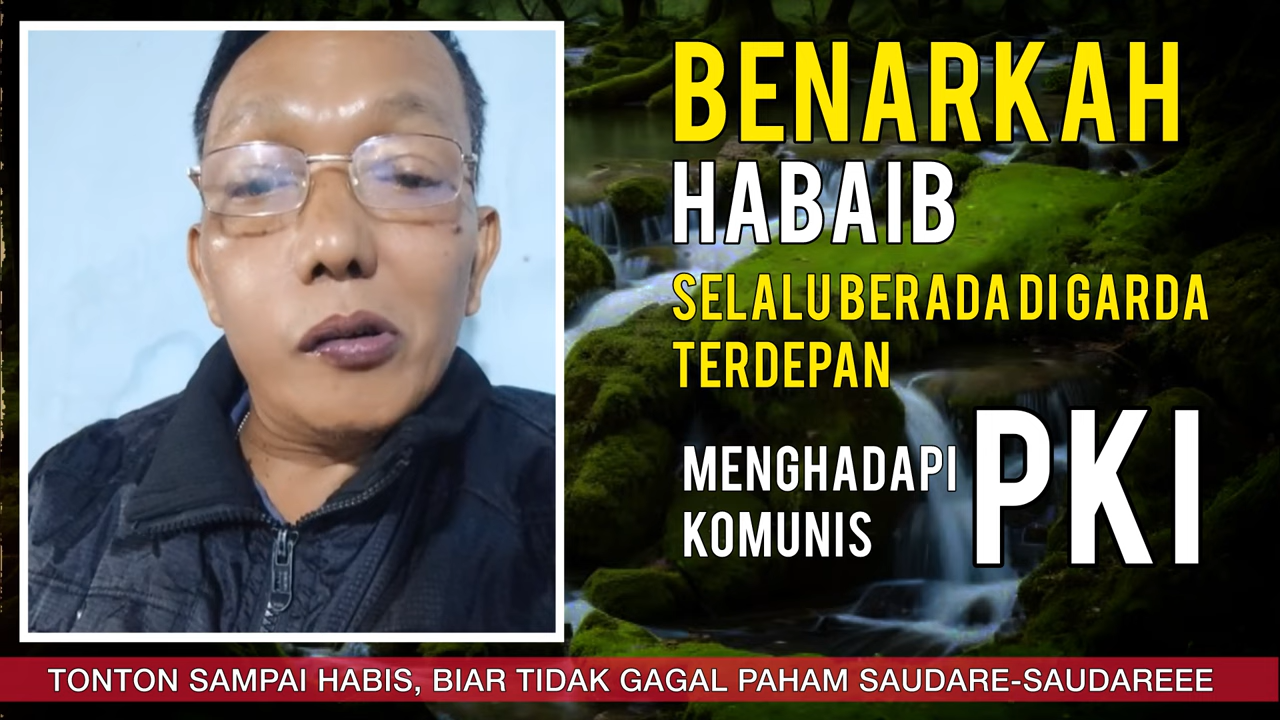 BENARKAH
HABAIB
SELALU BERADA DI GARDA
TERDEPAN
MENGHADAPI
KOMUNIS
PKI
TONTON SAMPAI HABIS, BIAR TIDAK GAGAL PAHAM SAUDARE-SAUDAREEE